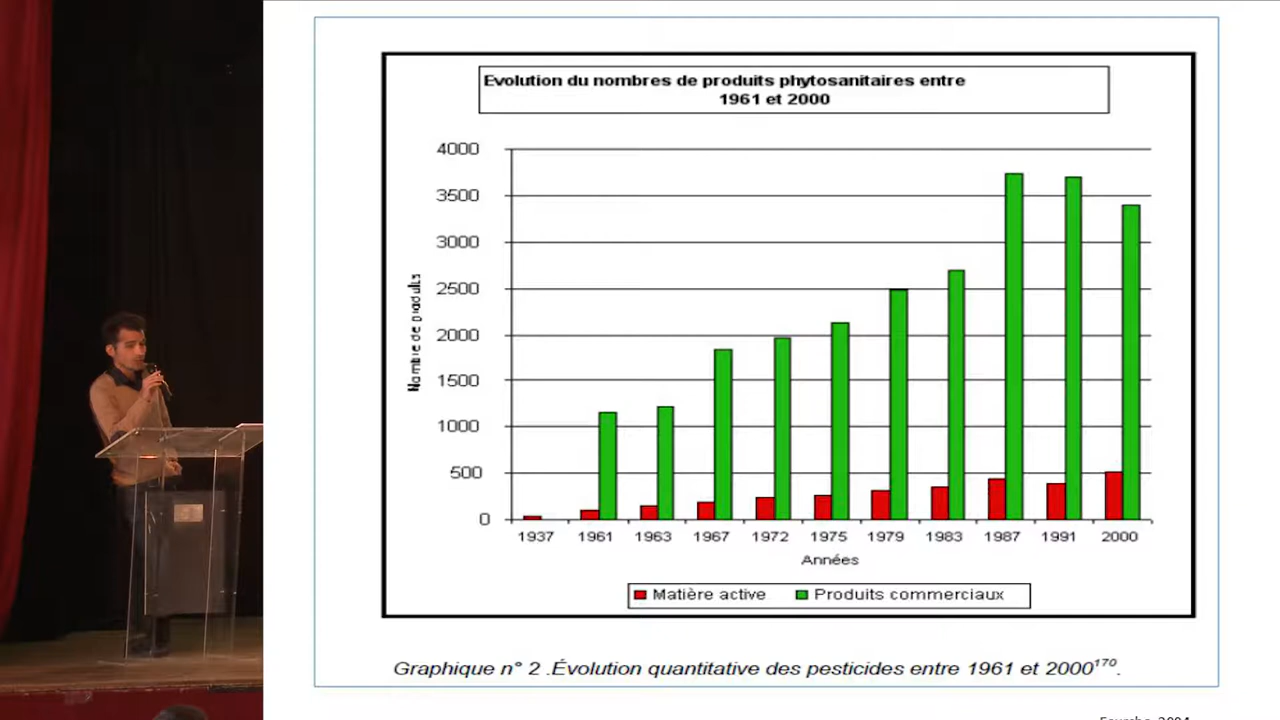 Evolution du nombres de produits phytosanitaires entre
1961 et 2000
4000
3500
3000
2500
2000
1500
1000
500
0
Nombre de produits
1937 1961 1963 1967 1972 1975 1979 1983 1987 1991 2000
Années
Matière active Produits commerciaux
Graphique n° 2 .Évolution quantitative des pesticides entre 1961 et 2000170.